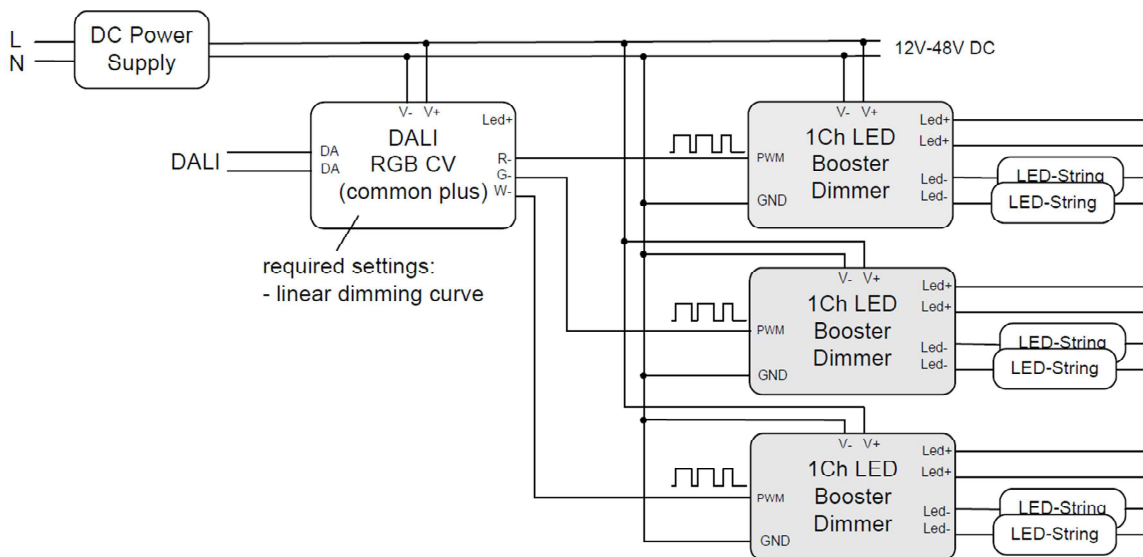 L
N
DC Power
Supply
12V-48V DC
V- V+
Led+
DALI
RGB CV
(common plus)
DA
DA
R-
G-
W-
DALI
required settings:
- linear dimming curve
V- V+
1Ch LED
Booster
Dimmer
PWM
GND
Led+
Led+
Led-
Led-
LED-String
LED-String
V- V+
1Ch LED
Booster
Dimmer
PWM
GND
Led+
Led+
Led-
Led-
LED-String
LED-String
V- V+
1Ch LED
Booster
Dimmer
PWM
GND
Led+
Led+
Led-
Led-
LED-String
LED-String